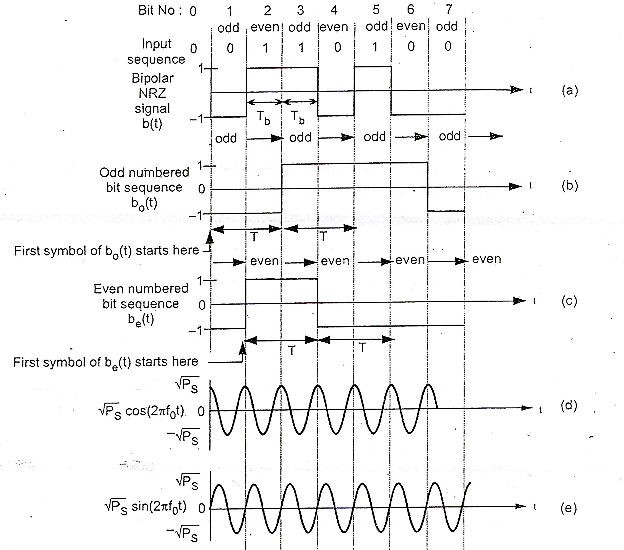 Bit No : 0 1 2 3 4 5 6 7
odd even odd even odd even odd
Input sequence 0 0 1 1 0 1 0 0
Bipolar NRZ signal b(t)
1
-1
T_b T_b
t (a)
odd odd odd odd
Odd numbered bit sequence b_o(t)
1
0
-1
t (b)
T T
First symbol of b_o(t) starts here
even even even even
Even numbered bit sequence b_e(t)
1
0
-1
t (c)
T T
First symbol of b_e(t) starts here
√P_S
√P_S cos(2πf_0t) 0 t (d)
-√P_S
√P_S
√P_S sin(2πf_0t) 0 t (e)
-√P_S